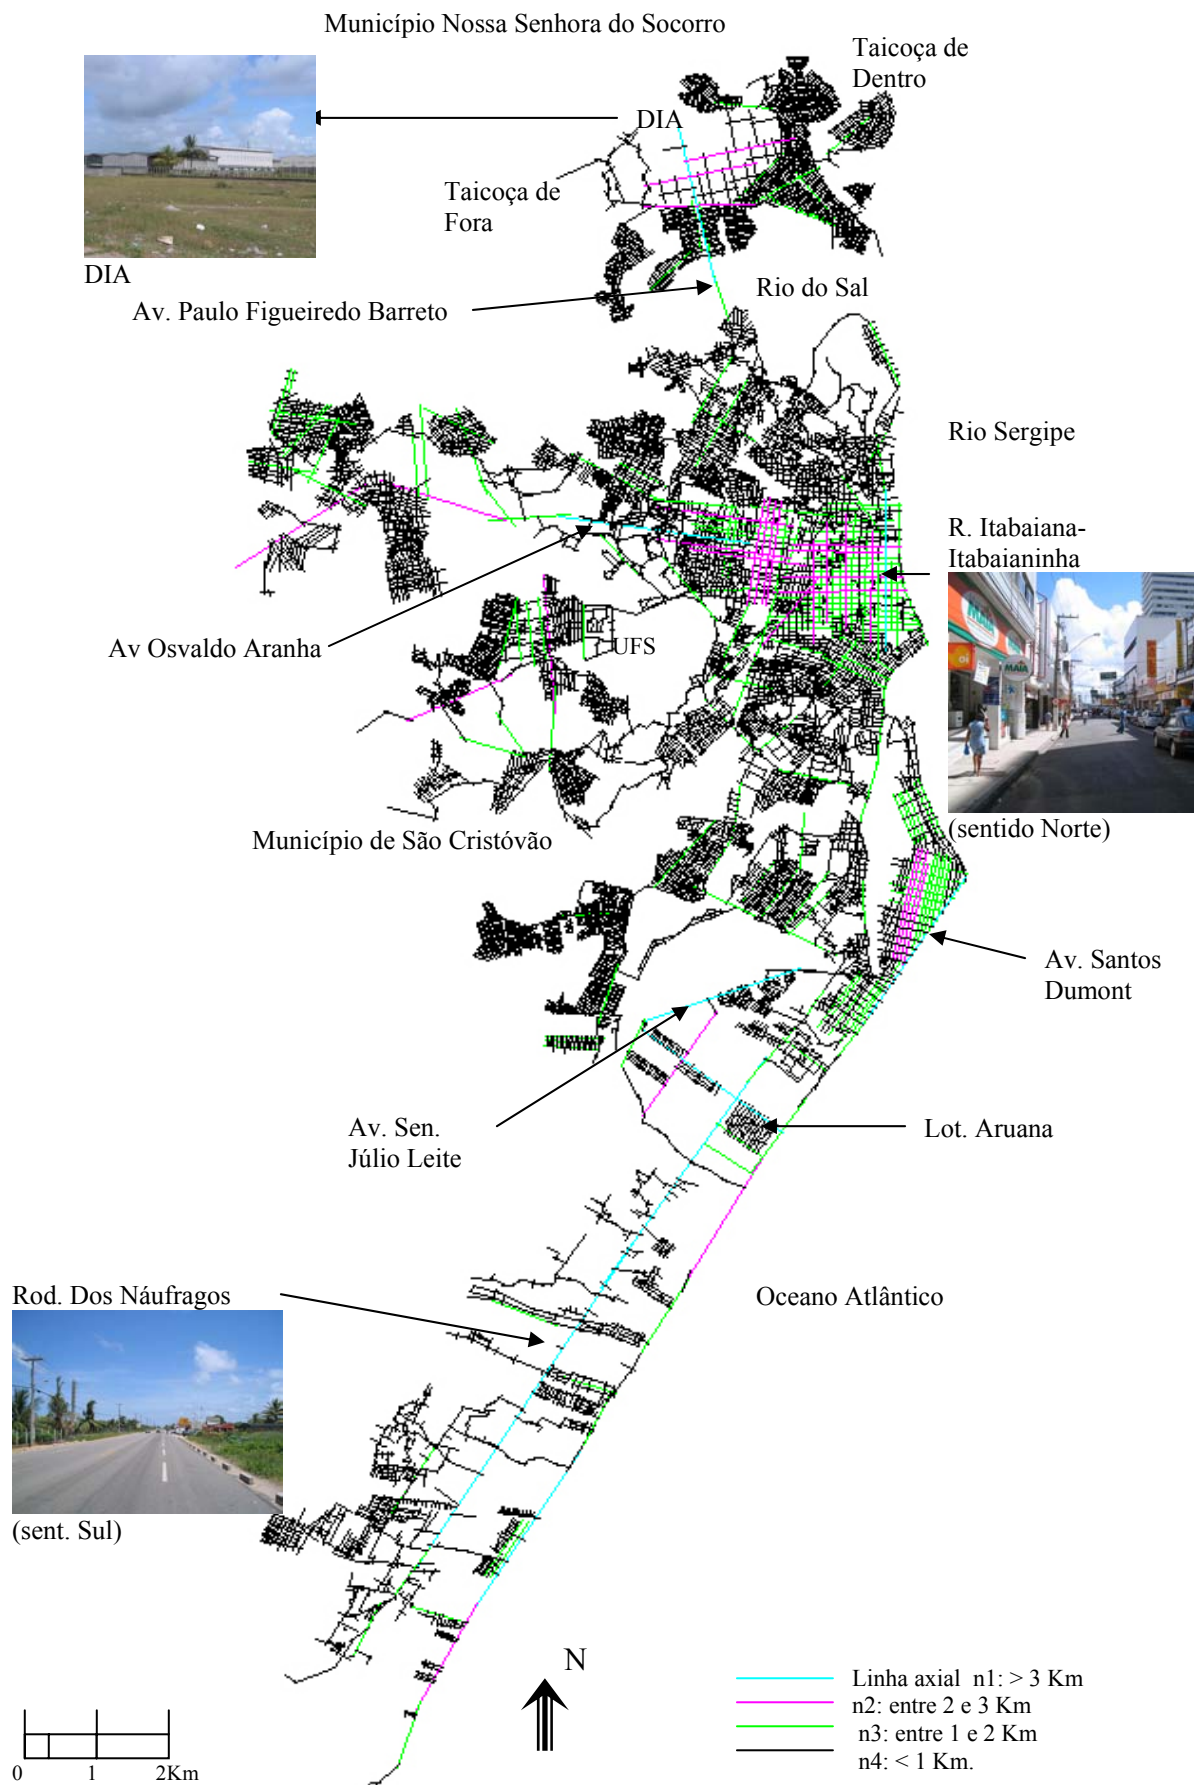 Município Nossa Senhora do Socorro
Taicoça de
Dentro
DIA
Taicoça de
Fora
DIA
Rio do Sal
Av. Paulo Figueiredo Barreto
Rio Sergipe
R. Itabaiana-
Itabaianinha
Av Osvaldo Aranha
UFS
MAIA
MAIA
Oi
Município de São Cristóvão
(sentido Norte)
Av. Santos
Dumont
Av. Sen.
Júlio Leite
Lot. Aruana
Rod. Dos Náufragos
Oceano Atlântico
(sent. Sul)
N
Linha axial n1: > 3 Km
n2: entre 2 e 3 Km
n3: entre 1 e 2 Km
n4: < 1 Km.
0 1 2Km